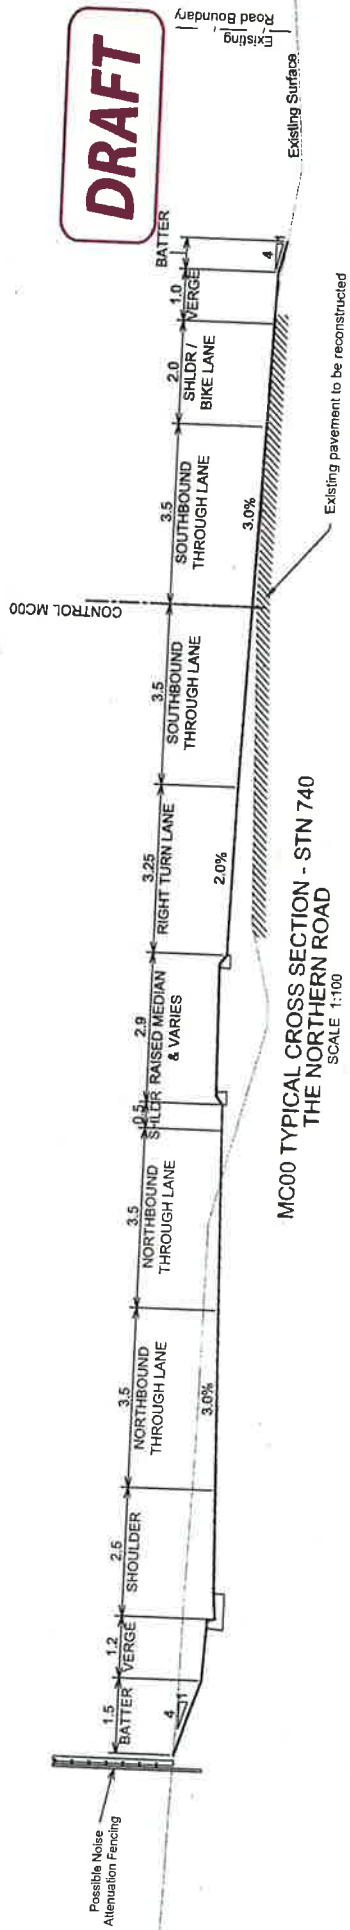 DRAFT
Possible Noise
Attenuation Fencing
1.5
BATTER
4
1
1.2
VERGE
2.5
SHOULDER
3.5
NORTHBOUND
THROUGH LANE
3.0%
3.5
NORTHBOUND
THROUGH LANE
0.5
SHLDR
2.9
RAISED MEDIAN
& VARIES
3.25
RIGHT TURN LANE
2.0%
3.5
SOUTHBOUND
THROUGH LANE
CONTROL MC00
3.5
SOUTHBOUND
THROUGH LANE
3.0%
2.0
SHLDR /
BIKE LANE
1.0
VERGE
BATTER
4
1
Existing
Road Boundary
Existing Surface
Existing pavement to be reconstructed
MC00 TYPICAL CROSS SECTION - STN 740
THE NORTHERN ROAD
SCALE 1:100